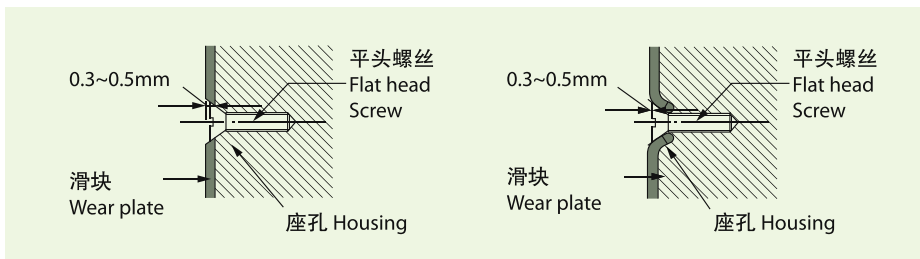 0.3~0.5mm
平头螺丝
Flat head
Screw
滑块
Wear plate
座孔 Housing
0.3~0.5mm
平头螺丝
Flat head
Screw
滑块
Wear plate
座孔 Housing